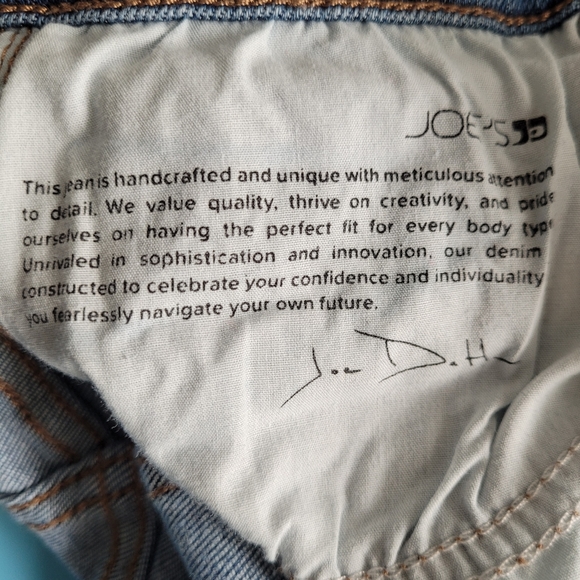 JOE'S
This jean is handcrafted and unique with meticulous attention
to detail. We value quality, thrive on creativity, and pride
ourselves on having the perfect fit for every body type
Unrivaled in sophistication and innovation, our denim
constructed to celebrate your confidence and individuality
you fearlessly navigate your own future.
Joe D